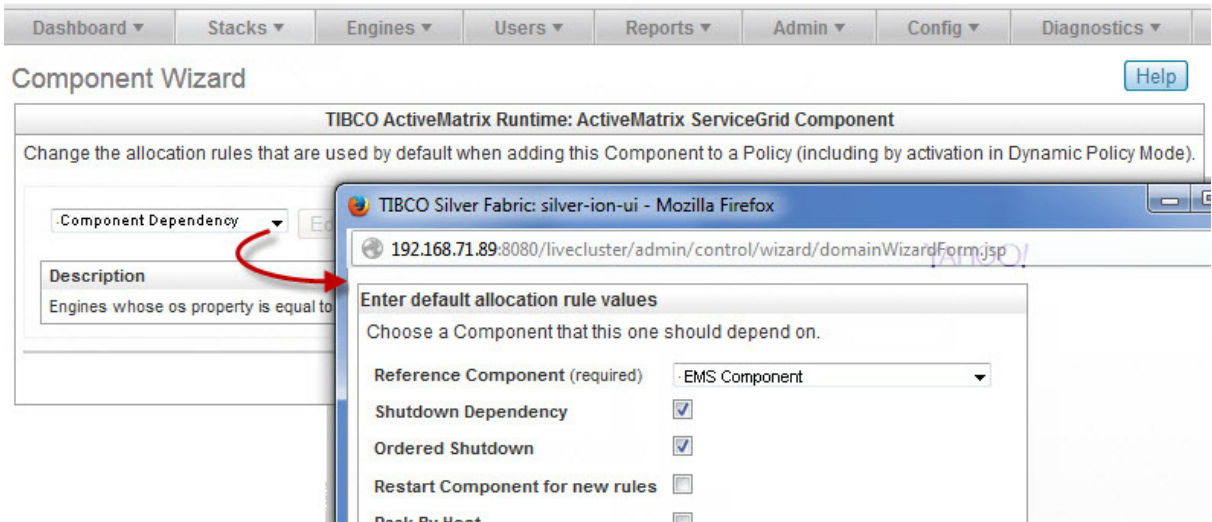 Dashboard Stacks Engines Users Reports Admin Config Diagnostics
Component Wizard Help
TIBCO ActiveMatrix Runtime: ActiveMatrix ServiceGrid Component
Change the allocation rules that are used by default when adding this Component to a Policy (including by activation in Dynamic Policy Mode).
Component Dependency
TIBCO Silver Fabric: silver-ion-ui - Mozilla Firefox
192.168.71.89:8080/livecluster/admin/control/wizard/domainWizardForm.jsp
YAHOO!
Description
Engines whose os property is equal to
Enter default allocation rule values
Choose a Component that this one should depend on.
Reference Component (required) EMS Component
Shutdown Dependency
Ordered Shutdown
Restart Component for new rules
Pack By Host